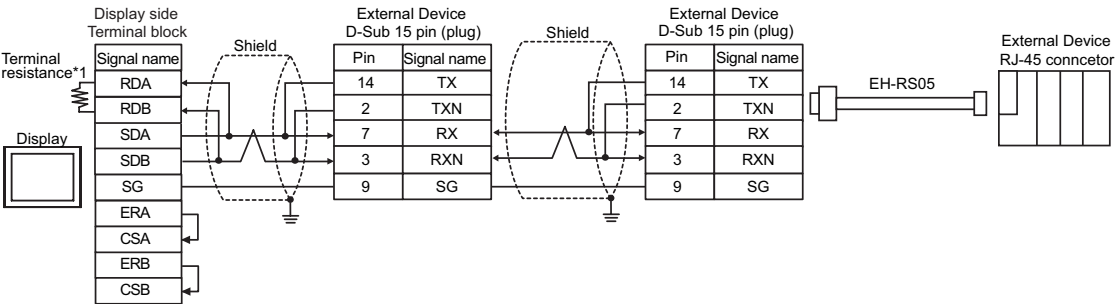 Display side
Terminal block
Terminal
resistance*1
Display
Signal name
RDA
RDB
SDA
SDB
SG
ERA
CSA
ERB
CSB
Shield
External Device
D-Sub 15 pin (plug)
Pin Signal name
14 TX
2 TXN
7 RX
3 RXN
9 SG
Shield
External Device
D-Sub 15 pin (plug)
Pin Signal name
14 TX
2 TXN
7 RX
3 RXN
9 SG
EH-RS05
External Device
RJ-45 conncetor